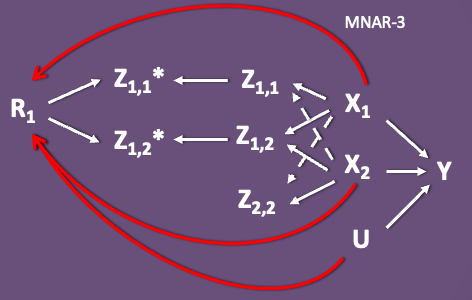 MNAR-3
Z1,1* Z1,1
X1
R1
Z1,2* Z1,2
X2 Y
Z2,2
U